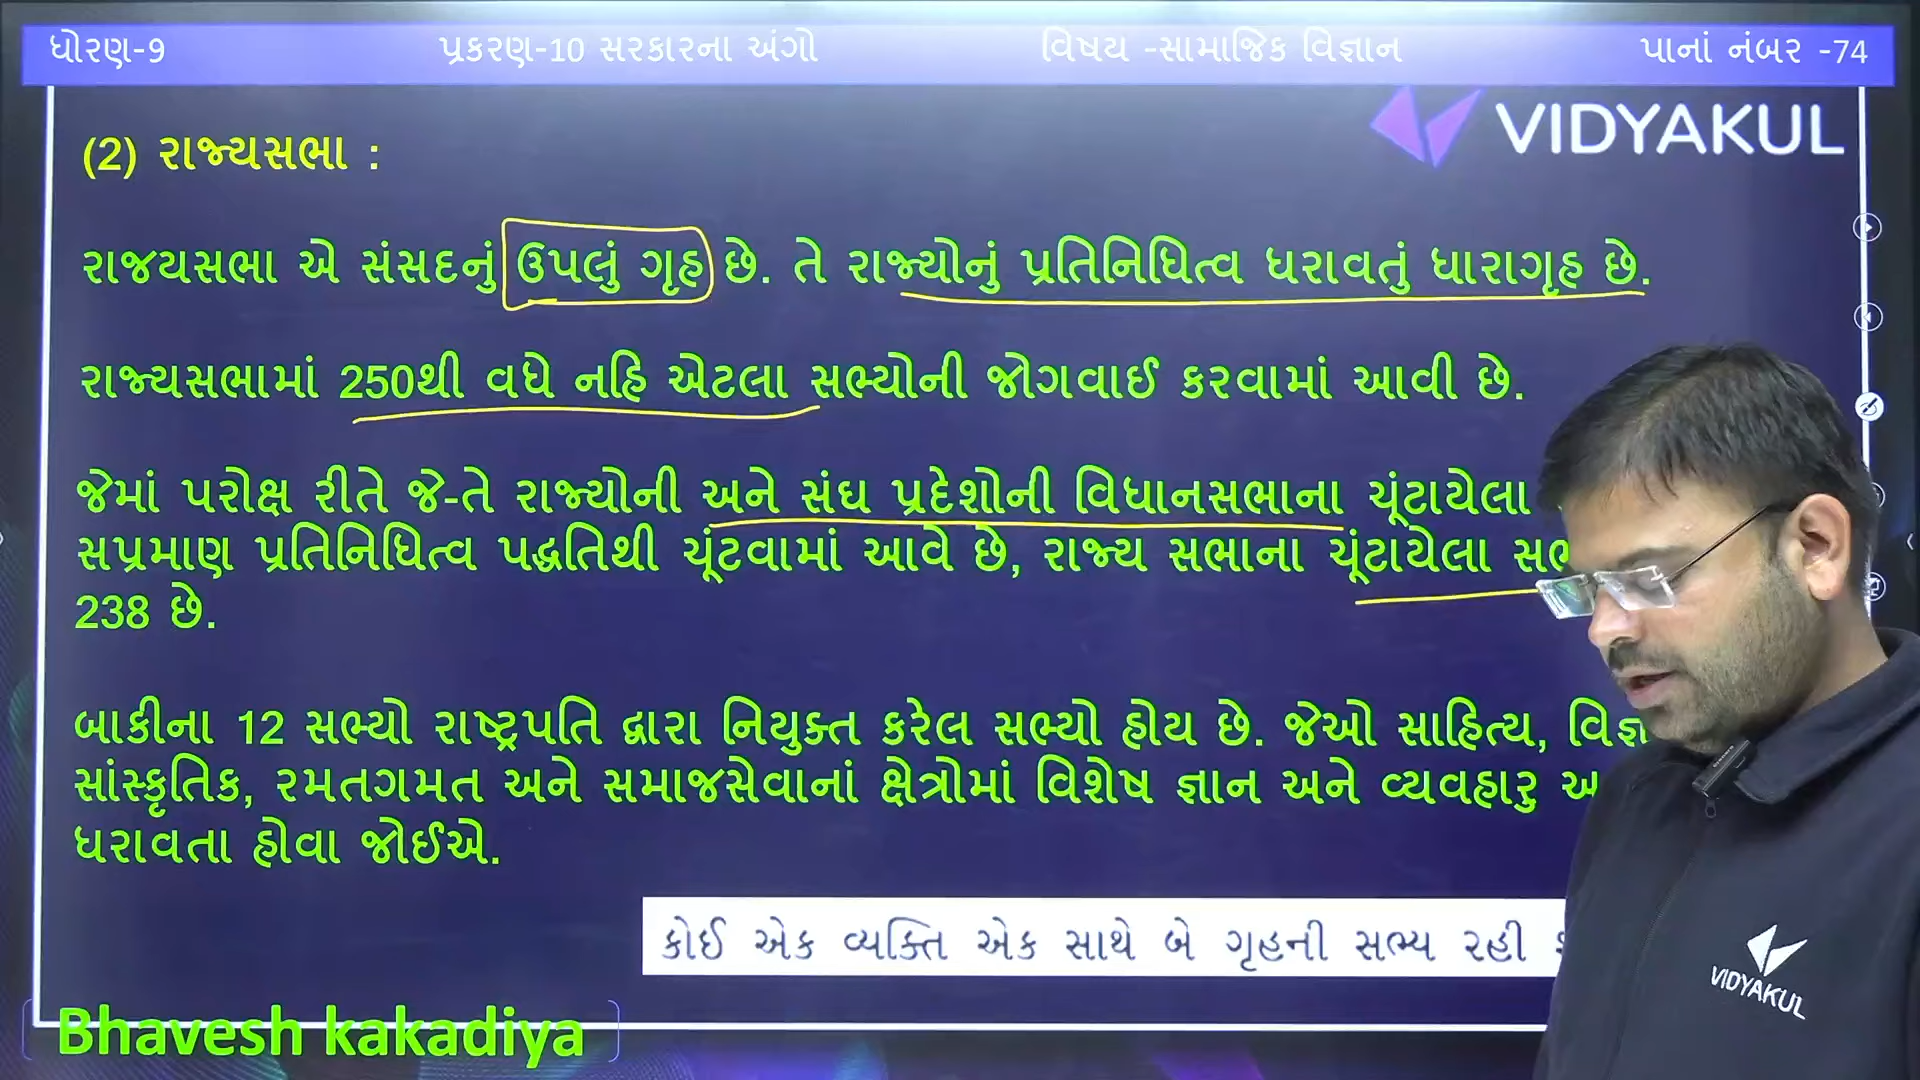 ધોરણ-9 પ્રકરણ-10 સરકારના અંગો વિષય -સામાજિક વિજ્ઞાન પાનાં નંબર -74
VIDYAKUL
(2) રાજ્યસભા :
રાજયસભા એ સંસદનું ઉપલું ગૃહ છે. તે રાજ્યોનું પ્રતિનિધિત્વ ધરાવતું ધારાગૃહ છે.
રાજ્યસભામાં 250થી વધે નહિ એટલા સભ્યોની જોગવાઈ કરવામાં આવી છે.
જેમાં પરોક્ષ રીતે જે-તે રાજ્યોની અને સંઘ પ્રદેશોની વિધાનસભાના ચૂંટાયેલા
સપ્રમાણ પ્રતિનિધિત્વ પદ્ધતિથી ચૂંટવામાં આવે છે, રાજ્ય સભાના ચૂંટાયેલા
238 છે.
બાકીના 12 સભ્યો રાષ્ટ્રપતિ દ્વારા નિયુક્ત કરેલ સભ્યો હોય છે. જેઓ સાહિત્ય,
સાંસ્કૃતિક, રમતગમત અને સમાજસેવાનાં ક્ષેત્રોમાં વિશેષ જ્ઞાન અને વ્યવહારુ
ધરાવતા હોવા જોઈએ.
કોઈ એક વ્યક્તિ એક સાથે બે ગૃહની સભ્ય રહી
VIDYAKUL
Bhavesh kakadiya